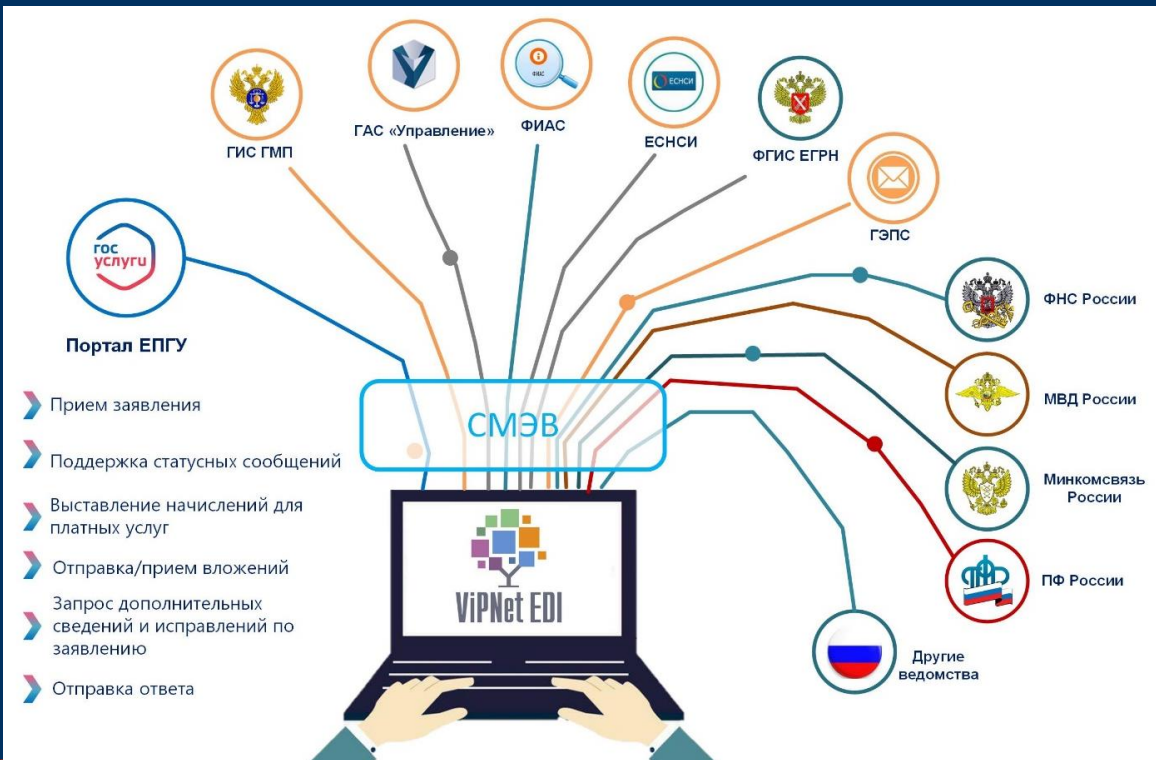 ГИС ГМП
ГАС «Управление»
ФИАС
ФИАС
ЕСНСИ
ЕСНСИ
ФГИС ЕГРН
ГЭПС
гос
услуги
Портал ЕПГУ
Прием заявления
Поддержка статусных сообщений
Выставление начислений для
платных услуг
Отправка/прием вложений
Запрос дополнительных
сведений и исправлений по
заявлению
Отправка ответа
СМЭВ
ViPNet EDI
ФНС России
МВД России
Минкомсвязь
России
ПФ России
Другие
ведомства